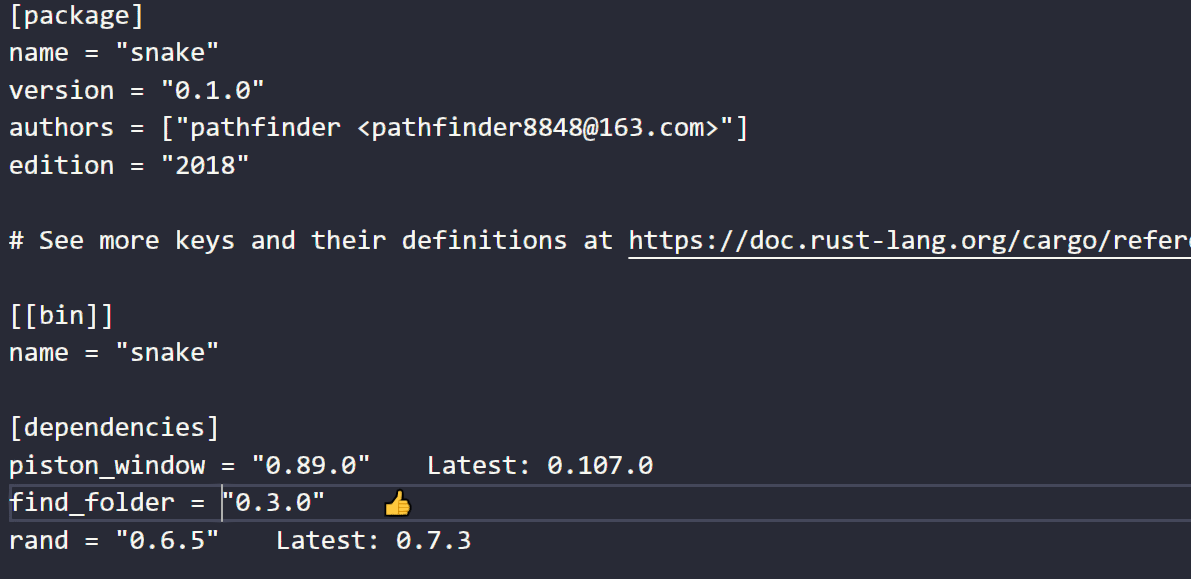 [package]
name = "snake"
version = "0.1.0"
authors = ["pathfinder <pathfinder8848@163.com>"]
edition = "2018"
# See more keys and their definitions at https://doc.rust-lang.org/cargo/refer
[[bin]]
name = "snake"
[dependencies]
piston_window = "0.89.0" Latest: 0.107.0
find_folder = "0.3.0" 👍
rand = "0.6.5" Latest: 0.7.3